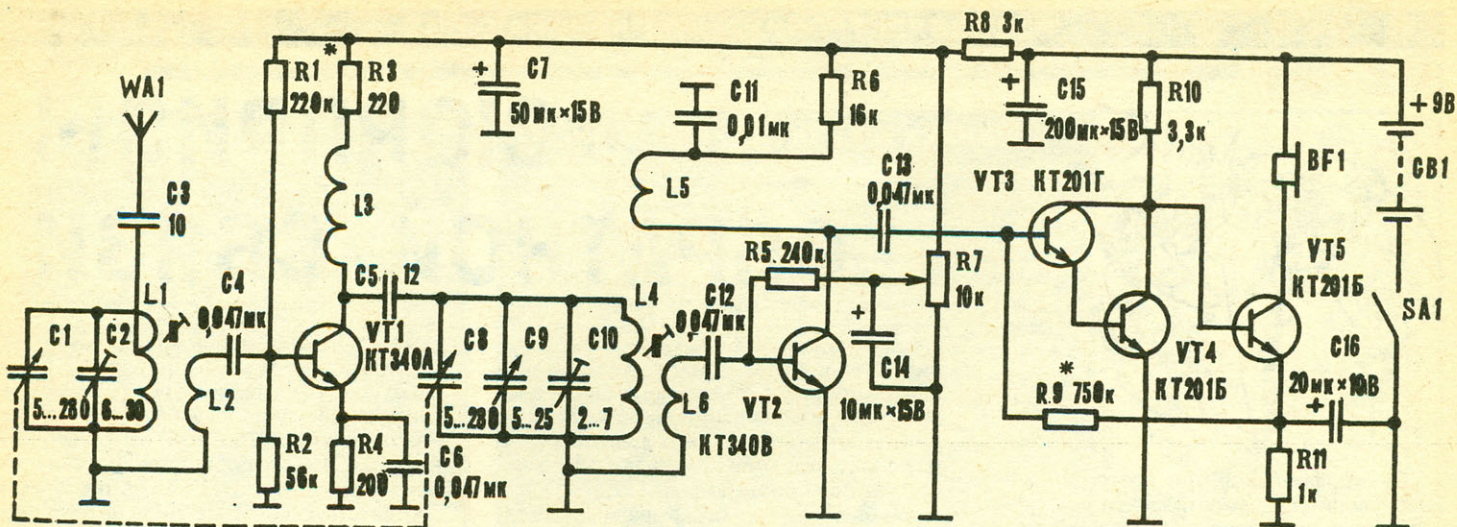 R8 3к
*
R1
220к
R3
220
+
C7
50мк×15В
C11
0,01мк
R6
16к
+
C15
200мк×15В
R10
3,3к
+9В
WA1
GB1
BF1
C3
10
L3
L5
C13
0,047мк
VT3
КТ201Г
R5. 240к
R7
10к
VT5
КТ201Б
SA1
L1
C4
0,047мк
C5
12
L4
C12
0,047мк
C1
C2
VT1
КТ340А
C8
C9
C10
+
C14
10мк×15В
VT4
КТ201Б
C16
20мк×10В
+
5...280
6...30
L2
5...280
5...25
2...7
L6
VT2
КТ340В
*
R9 750к
R2
56к
R4
200
C6
0,047мк
R11
1к